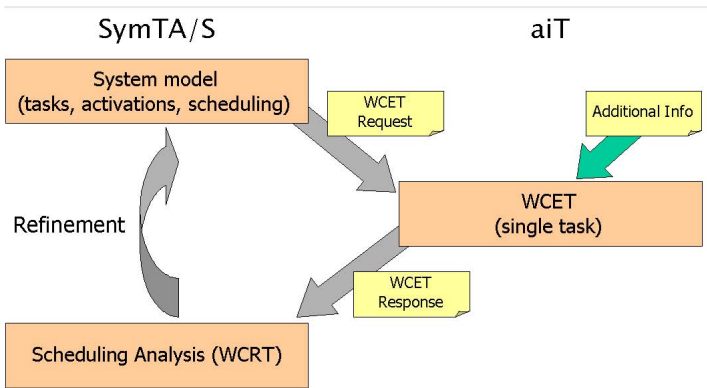 SymTA/S
aiT
System model
(tasks, activations, scheduling)
WCET
Request
Additional Info
WCET
(single task)
Refinement
WCET
Response
Scheduling Analysis (WCRT)